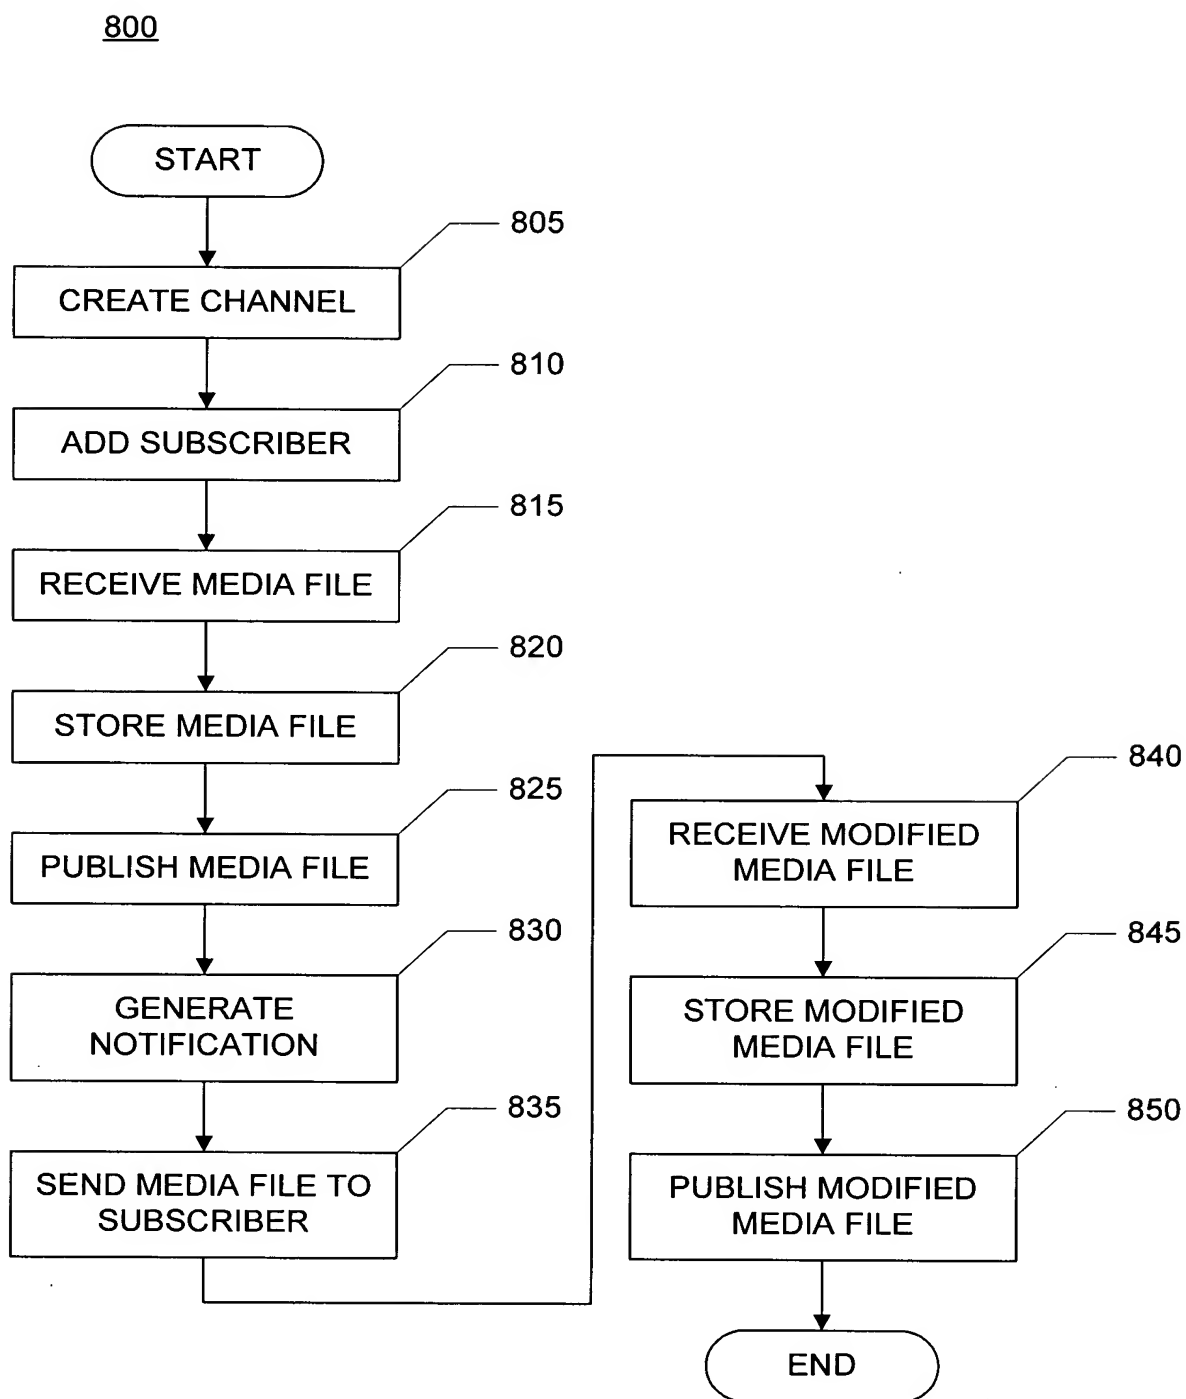 800
START
805
CREATE CHANNEL
810
ADD SUBSCRIBER
815
RECEIVE MEDIA FILE
820
STORE MEDIA FILE
825
PUBLISH MEDIA FILE
830
GENERATE
NOTIFICATION
835
SEND MEDIA FILE TO
SUBSCRIBER
840
RECEIVE MODIFIED
MEDIA FILE
845
STORE MODIFIED
MEDIA FILE
850
PUBLISH MODIFIED
MEDIA FILE
END